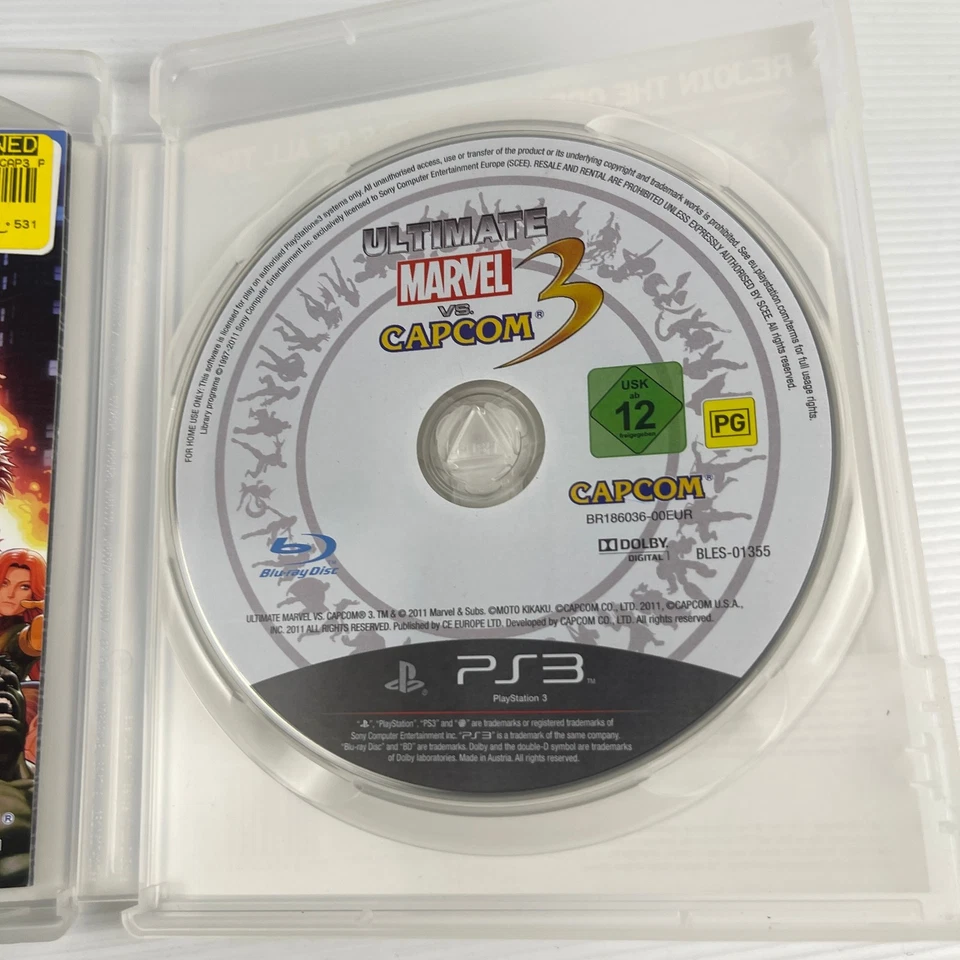 NED
CAP3 P
531
REJOIN THE
FOR HOME USE ONLY: This software is licensed for play on authorised PlayStation®3 systems only. All unauthorised access, use or transfer of the product or its underlying copyright and trademark works is prohibited. See eu.playstation.com/terms for full usage rights.
Library programs ©1997-2011 Sony Computer Entertainment Inc. exclusively licensed to Sony Computer Entertainment Europe (SCEE). RESALE AND RENTAL ARE PROHIBITED UNLESS EXPRESSLY AUTHORISED BY SCEE. All rights reserved.
ULTIMATE
MARVEL
VS.
CAPCOM® 3
USK
ab
12
freigegeben
PG
CAPCOM®
BR186036-00EUR
DOLBY
DIGITAL
BLES-01355
Blu-ray Disc
ULTIMATE MARVEL VS. CAPCOM® 3. TM & © 2011 Marvel & Subs. ©MOTO KIKAKU. ©CAPCOM CO., LTD. 2011, ©CAPCOM U.S.A.,
INC. 2011 ALL RIGHTS RESERVED. Published by CE EUROPE LTD. Developed by CAPCOM CO., LTD. All rights reserved.
PS3™
PlayStation 3
"", "PlayStation", "PS3" and "" are trademarks or registered trademarks of
Sony Computer Entertainment Inc. "PS3" is a trademark of the same company.
"Blu-ray Disc" and "BD" are trademarks. Dolby and the double-D symbol are trademarks
of Dolby laboratories. Made in Austria. All rights reserved.
®